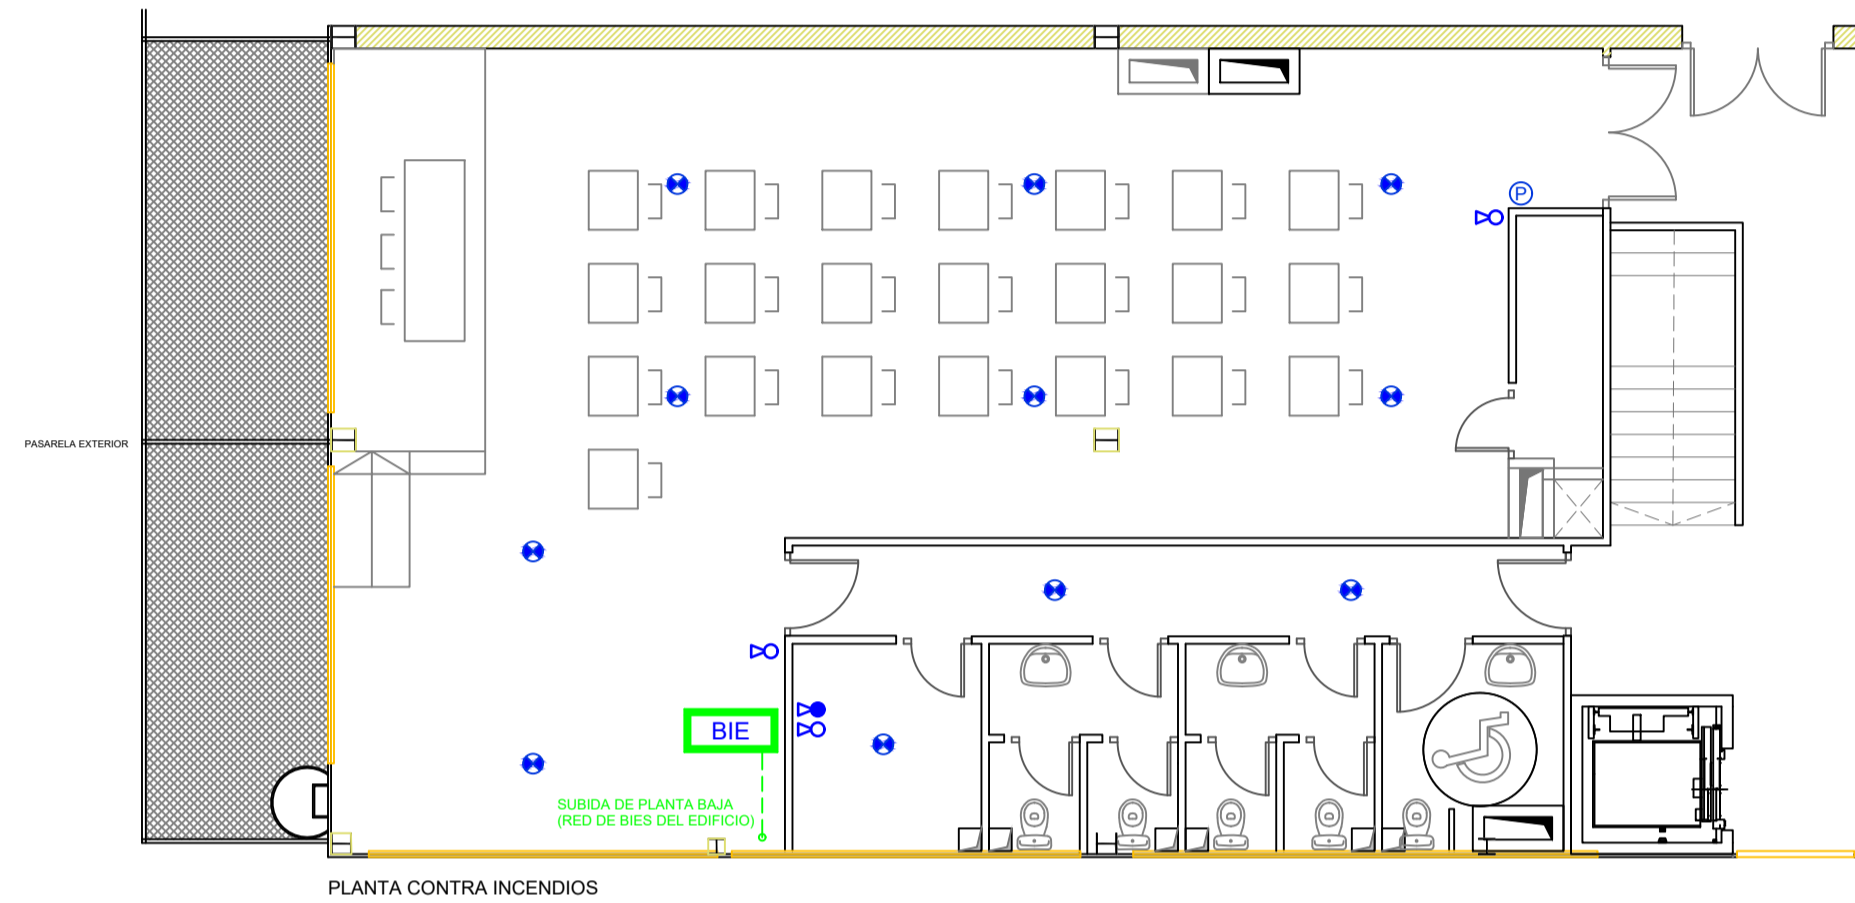 P
PASARELA EXTERIOR
BIE
SUBIDA DE PLANTA BAJA
(RED DE BIES DEL EDIFICIO)
PLANTA CONTRA INCENDIOS